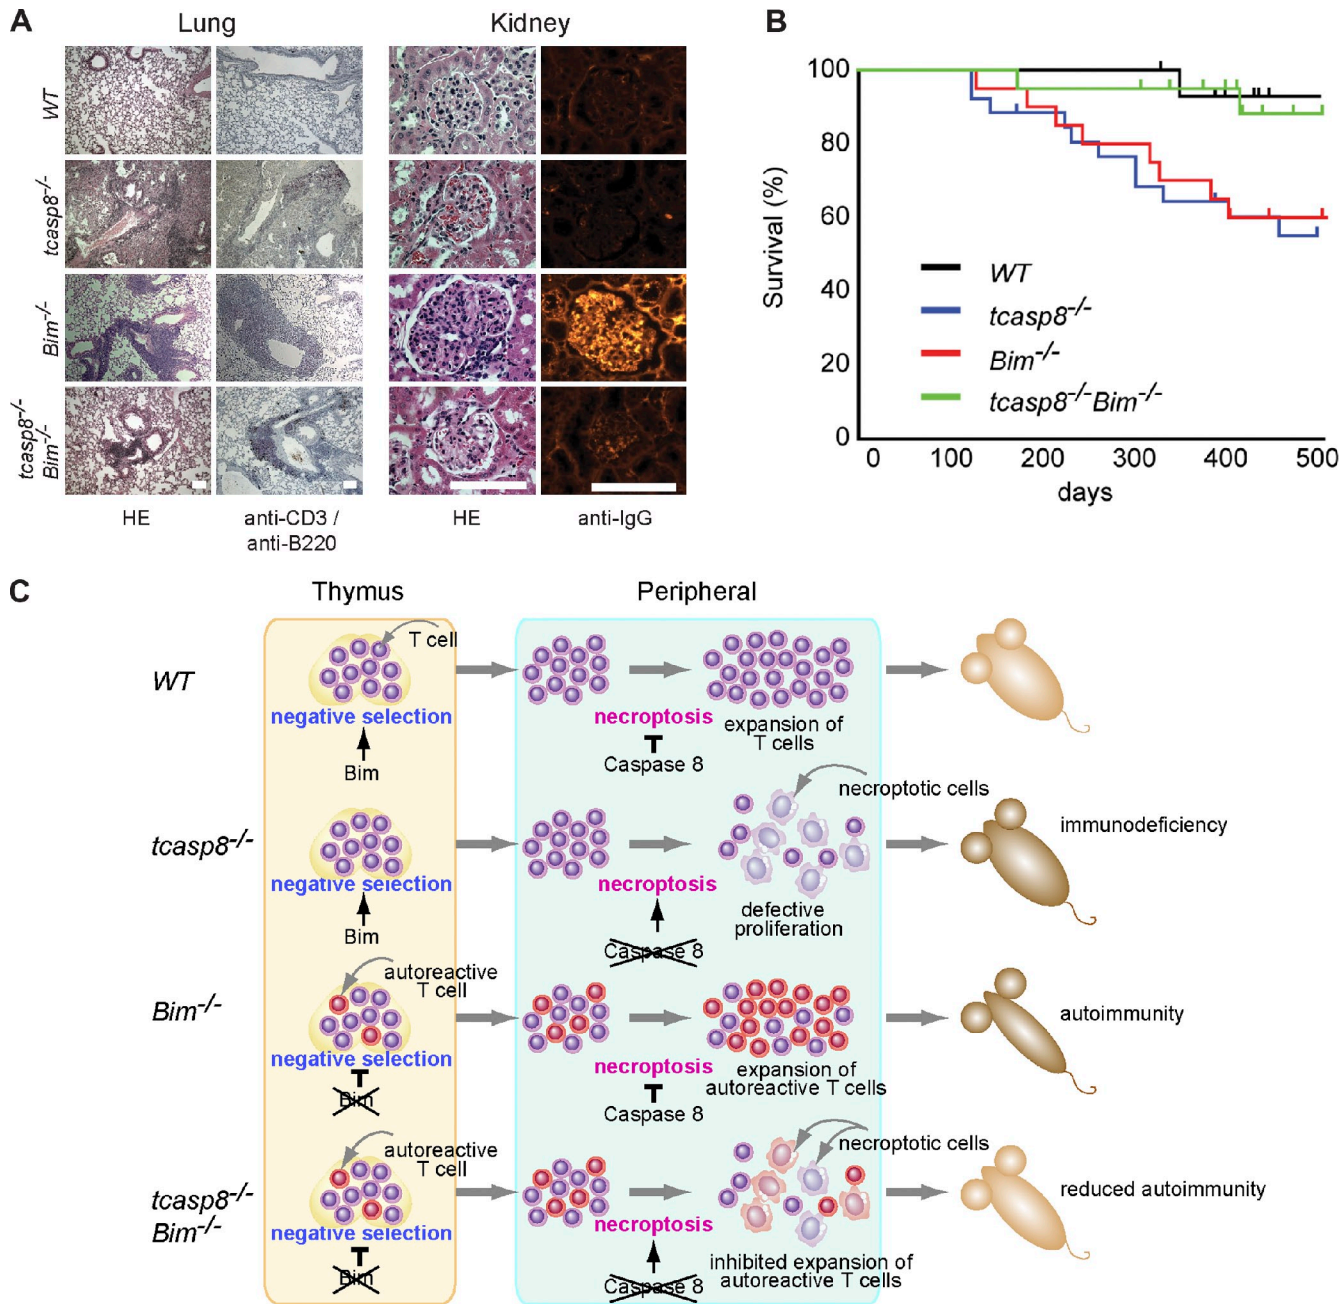 A
Lung
Kidney
WT
tcasp8-/-
Bim-/-
tcasp8-/-
Bim-/-
HE
anti-CD3 /
anti-B220
HE
anti-IgG
B
Survival (%)
100
80
60
40
20
0
0 100 200 300 400 500
days
WT
tcasp8-/-
Bim-/-
tcasp8-/-Bim-/-
C
Thymus
Peripheral
WT
T cell
negative selection
Bim
necroptosis
Caspase 8
expansion of
T cells
tcasp8-/-
negative selection
Bim
necroptosis
Caspase 8
necroptotic cells
defective
proliferation
immunodeficiency
Bim-/-
autoreactive
T cell
negative selection
Bim
necroptosis
Caspase 8
expansion of
autoreactive T cells
autoimmunity
tcasp8-/-
Bim-/-
autoreactive
T cell
negative selection
Bim
necroptosis
Caspase 8
necroptotic cells
inhibited expansion of
autoreactive T cells
reduced autoimmunity